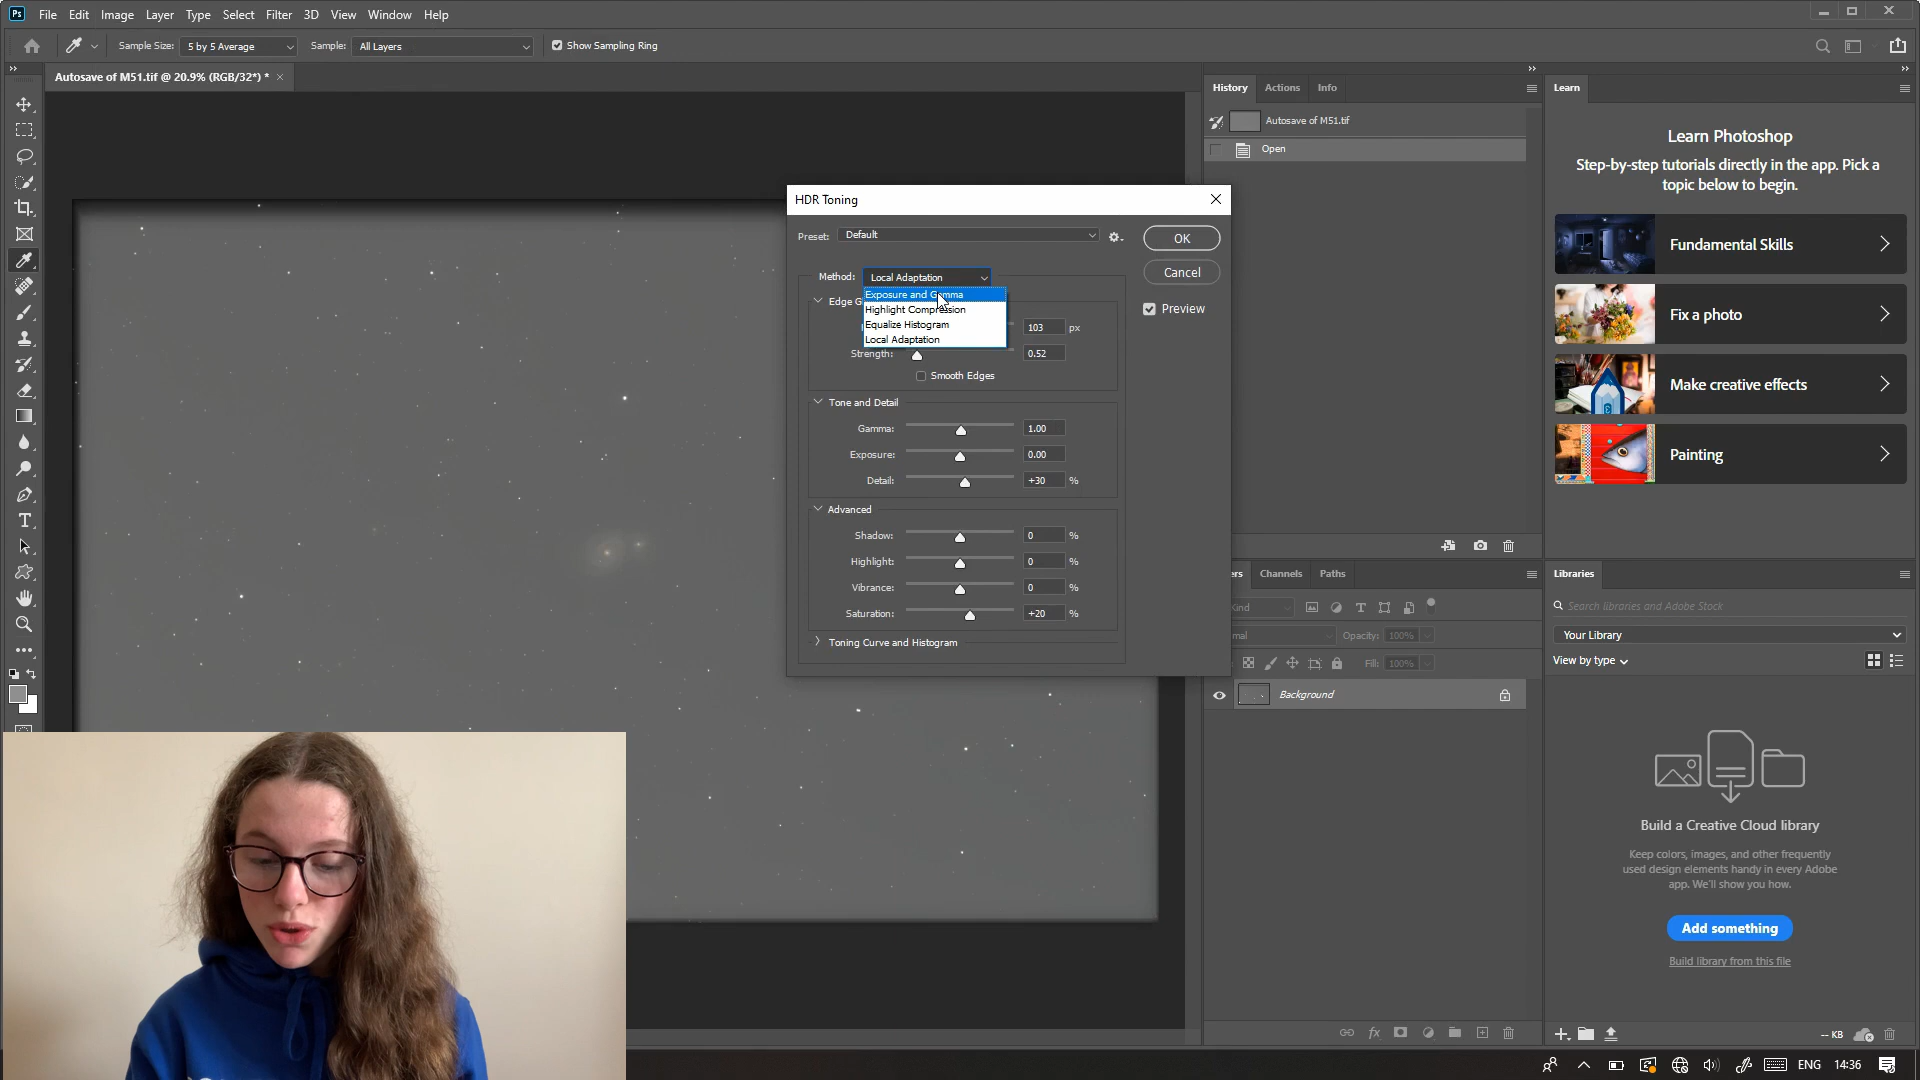 Ps File Edit Image Layer Type Select Filter 3D View Window Help
Sample Size: 5 by 5 Average Sample: All Layers Show Sampling Ring
Autosave of M51.tif @ 20.9% (RGB/32*) *
History Actions Info
Autosave of M51.tif
Open
HDR Toning
Preset: Default
OK
Method: Local Adaptation
Cancel
Exposure and Gamma
Edge G
Highlight Compression
Preview
Equalize Histogram
103 px
Local Adaptation
Strength: 0.52
Smooth Edges
Tone and Detail
Gamma: 1.00
Exposure: 0.00
Detail: +30 %
Advanced
Shadow: 0 %
Highlight: 0 %
Vibrance: 0 %
Saturation: +20 %
Toning Curve and Histogram
ers Channels Paths
Kind
mal Opacity: 100%
Fill: 100%
Background
Learn
Learn Photoshop
Step-by-step tutorials directly in the app. Pick a
topic below to begin.
Fundamental Skills
Fix a photo
Make creative effects
Painting
Libraries
Search libraries and Adobe Stock
Your Library
View by type
Build a Creative Cloud library
Keep colors, images, and other frequently
used design elements handy in every Adobe
app. We'll show you how.
Add something
Build library from this file
-- KB
ENG 14:36